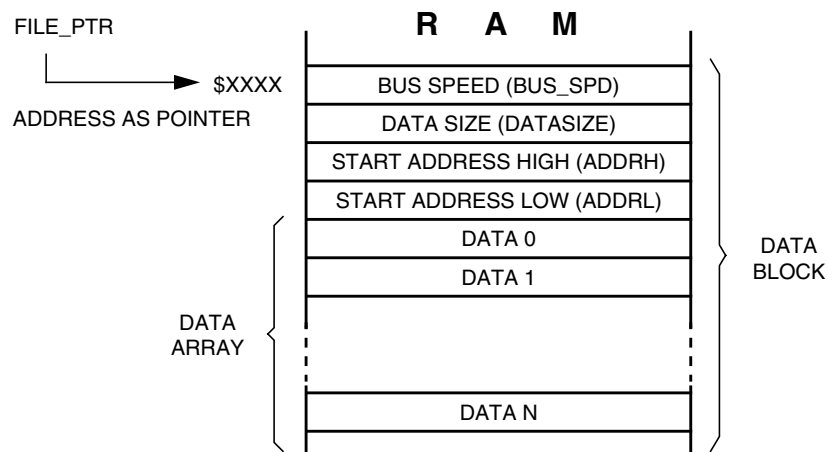 R A M
FILE_PTR
$XXXX
ADDRESS AS POINTER
BUS SPEED (BUS_SPD)
DATA SIZE (DATASIZE)
START ADDRESS HIGH (ADDRH)
START ADDRESS LOW (ADDRL)
DATA 0
DATA 1
DATA N
DATA
ARRAY
DATA
BLOCK